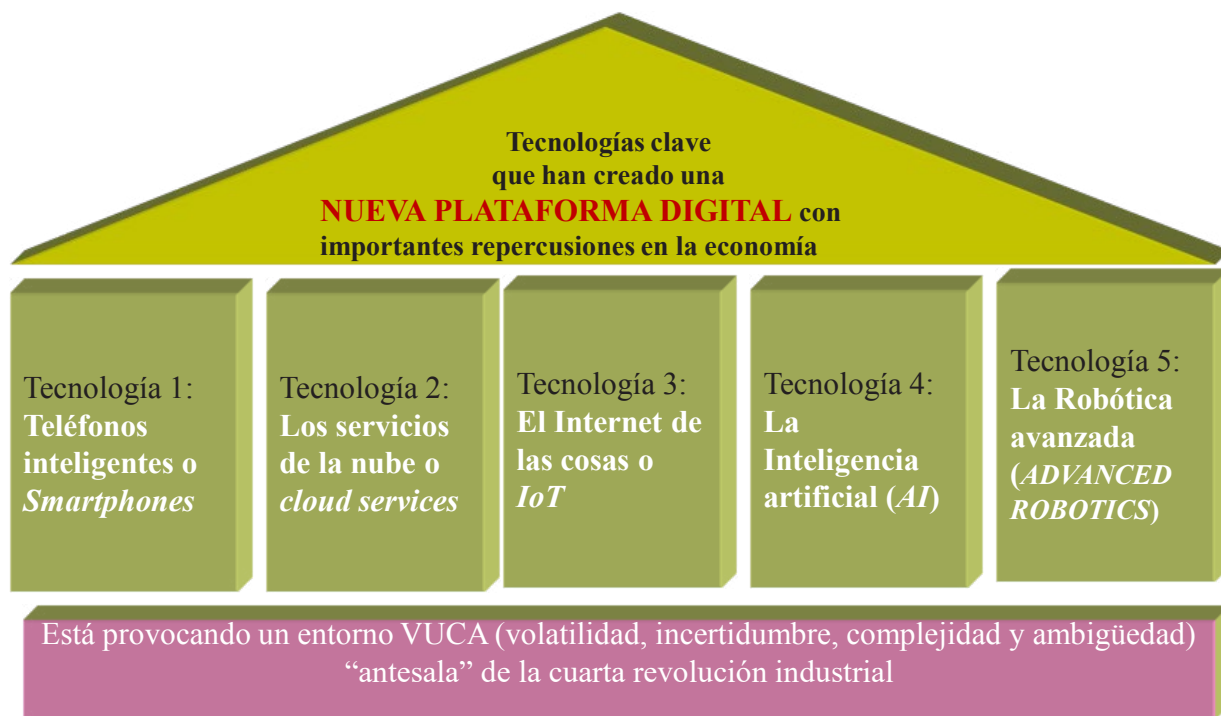 Tecnologías clave
que han creado una
NUEVA PLATAFORMA DIGITAL con
importantes repercusiones en la economía
Tecnología 1:
Teléfonos
inteligentes o
Smartphones
Tecnología 2:
Los servicios
de la nube o
cloud services
Tecnología 3:
El Internet de
las cosas o
IoT
Tecnología 4:
La
Inteligencia
artificial (AI)
Tecnología 5:
La Robótica
avanzada
(ADVANCED
ROBOTICS)
Está provocando un entorno VUCA (volatilidad, incertidumbre, complejidad y ambigüedad)
“antesala” de la cuarta revolución industrial